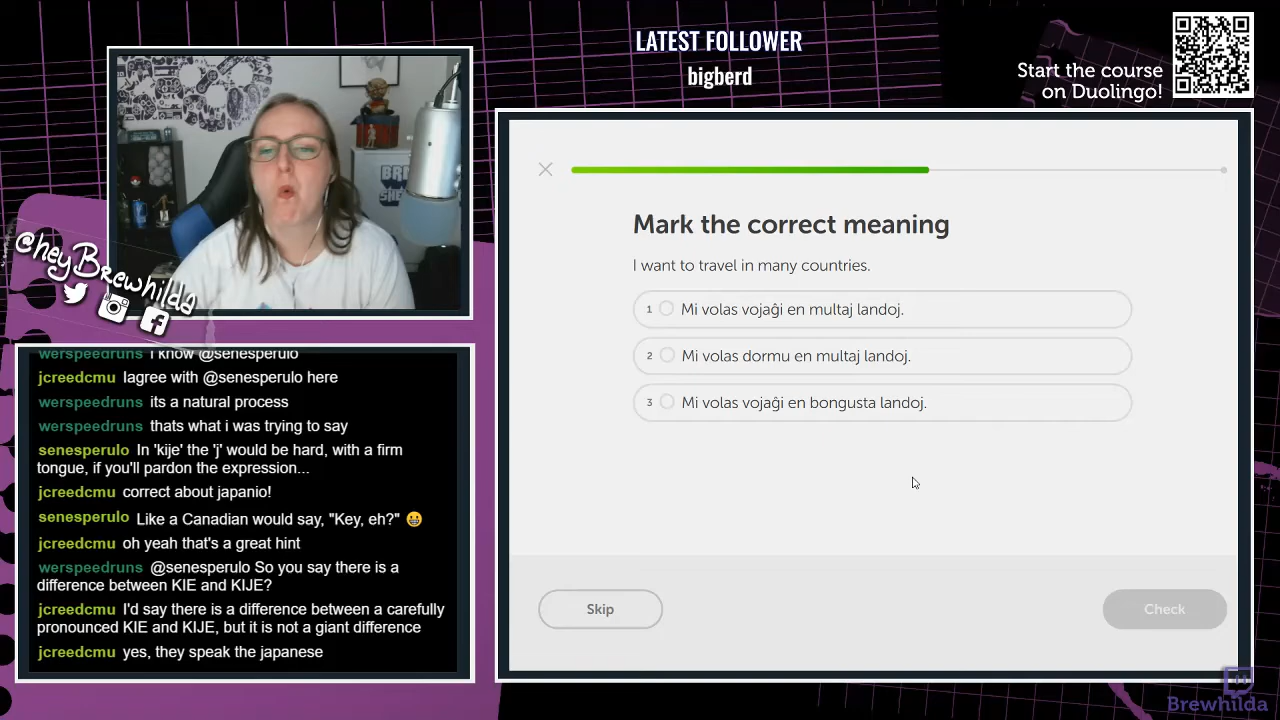 LATEST FOLLOWER
bigberd
Start the course
on Duolingo!
@heyBrewhilda
Mark the correct meaning
I want to travel in many countries.
1 Mi volas vojaĝi en multaj landoj.
2 Mi volas dormu en multaj landoj.
3 Mi volas vojaĝi en bongusta landoj.
Skip
Check
werspeedruns i know @senesperulo
jcreedcmu Iagree with @senesperulo here
werspeedruns its a natural process
werspeedruns thats what i was trying to say
senesperulo In 'kije' the 'j' would be hard, with a firm
tongue, if you'll pardon the expression...
jcreedcmu correct about japanio!
senesperulo Like a Canadian would say, "Key, eh?" 😀
jcreedcmu oh yeah that's a great hint
werspeedruns @senesperulo So you say there is a
difference between KIE and KIJE?
jcreedcmu I'd say there is a difference between a carefully
pronounced KIE and KIJE, but it is not a giant difference
jcreedcmu yes, they speak the japanese
Brewhilda